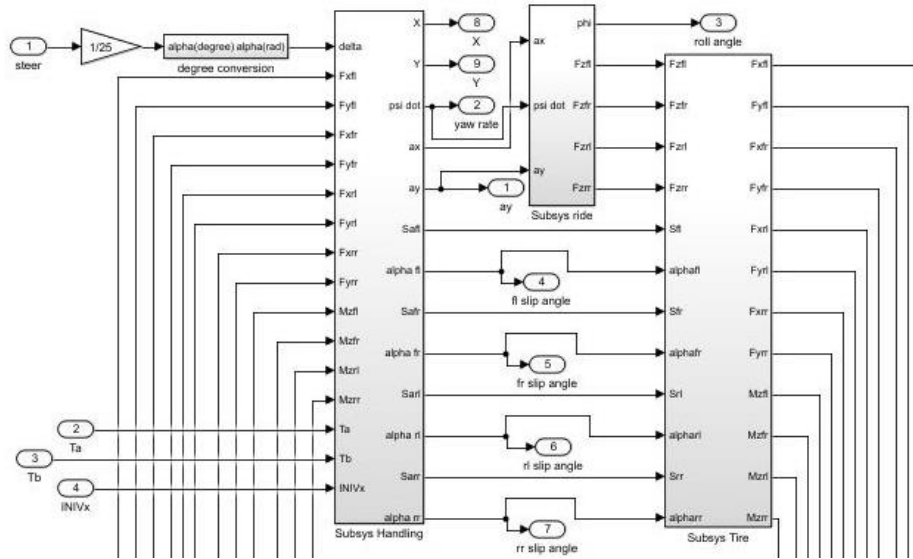 1
steer
1/25
alpha(degree) alpha(rad)
degree conversion
2
Ta
3
Tb
4
INIVx
delta
Fxfl
Fyfl
Fxfr
Fyfr
Fxrl
Fyrl
Fxrr
Fyrr
Mzfl
Mzfr
Mzrl
Mzrr
Ta
Tb
INIVx
X
Y
psi dot
ax
ay
Safl
alpha fl
Safr
alpha fr
Sarl
alpha rl
Sarr
alpha rr
Subsys Handling
8
X
9
Y
2
yaw rate
1
ay
4
fl slip angle
5
fr slip angle
6
rl slip angle
7
rr slip angle
ax
psi dot
ay
phi
Fzfl
Fzfr
Fzrl
Fzrr
Subsys ride
3
roll angle
Fzfl
Fzfr
Fzrl
Fzrr
Sfl
alphafl
Sfr
alphafr
Srl
alpharl
Srr
alpharr
Fxfl
Fyfl
Fxfr
Fyfr
Fxrl
Fyrl
Fxrr
Fyrr
Mzfl
Mzfr
Mzrl
Mzrr
Subsys Tire